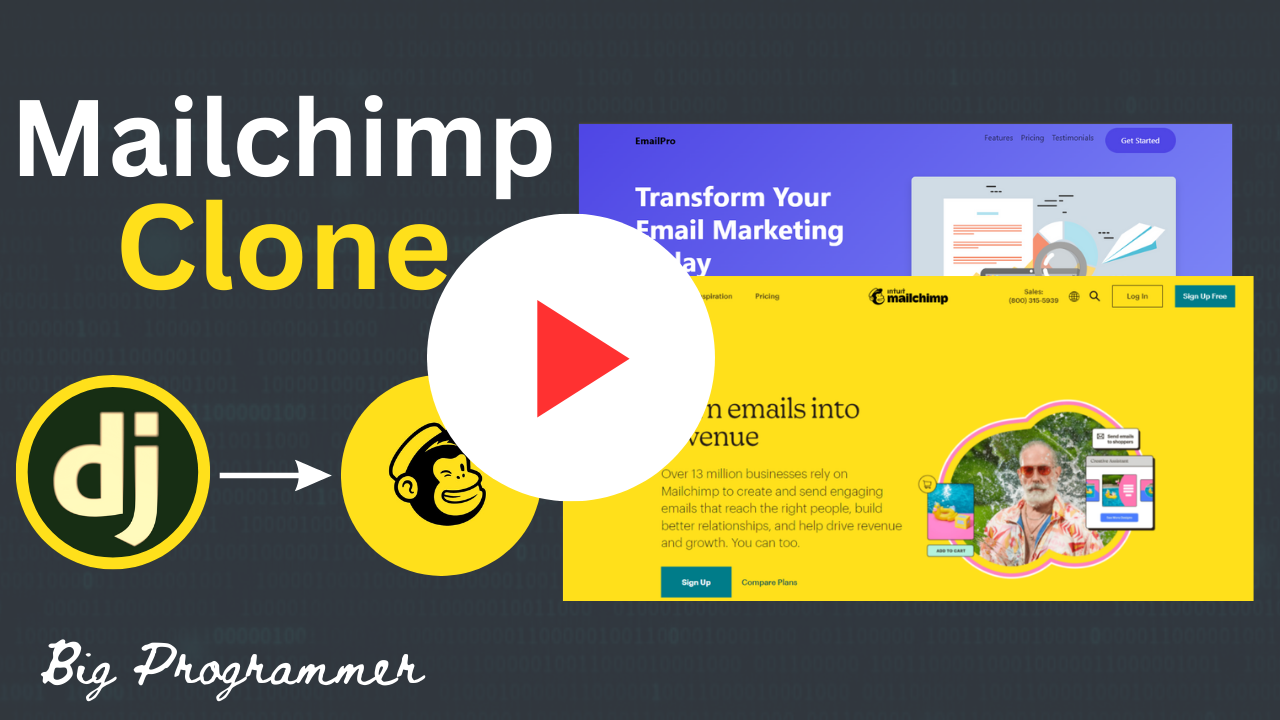 Mailchimp
Clone
dj
Big Programmer
EmailPro
Features Pricing Testimonials Get Started
Transform Your
Email Marketing
Pricing
intuit
mailchimp
Sales:
(800) 315-5939
Log In
Sign Up Free
emails into
Over 13 million businesses rely on
Mailchimp to create and send engaging
emails that reach the right people, build
better relationships, and help drive revenue
and growth. You can too.
Sign Up
Compare Plans
Send emails
to shoppers
Creative Assistant
ADD TO CART